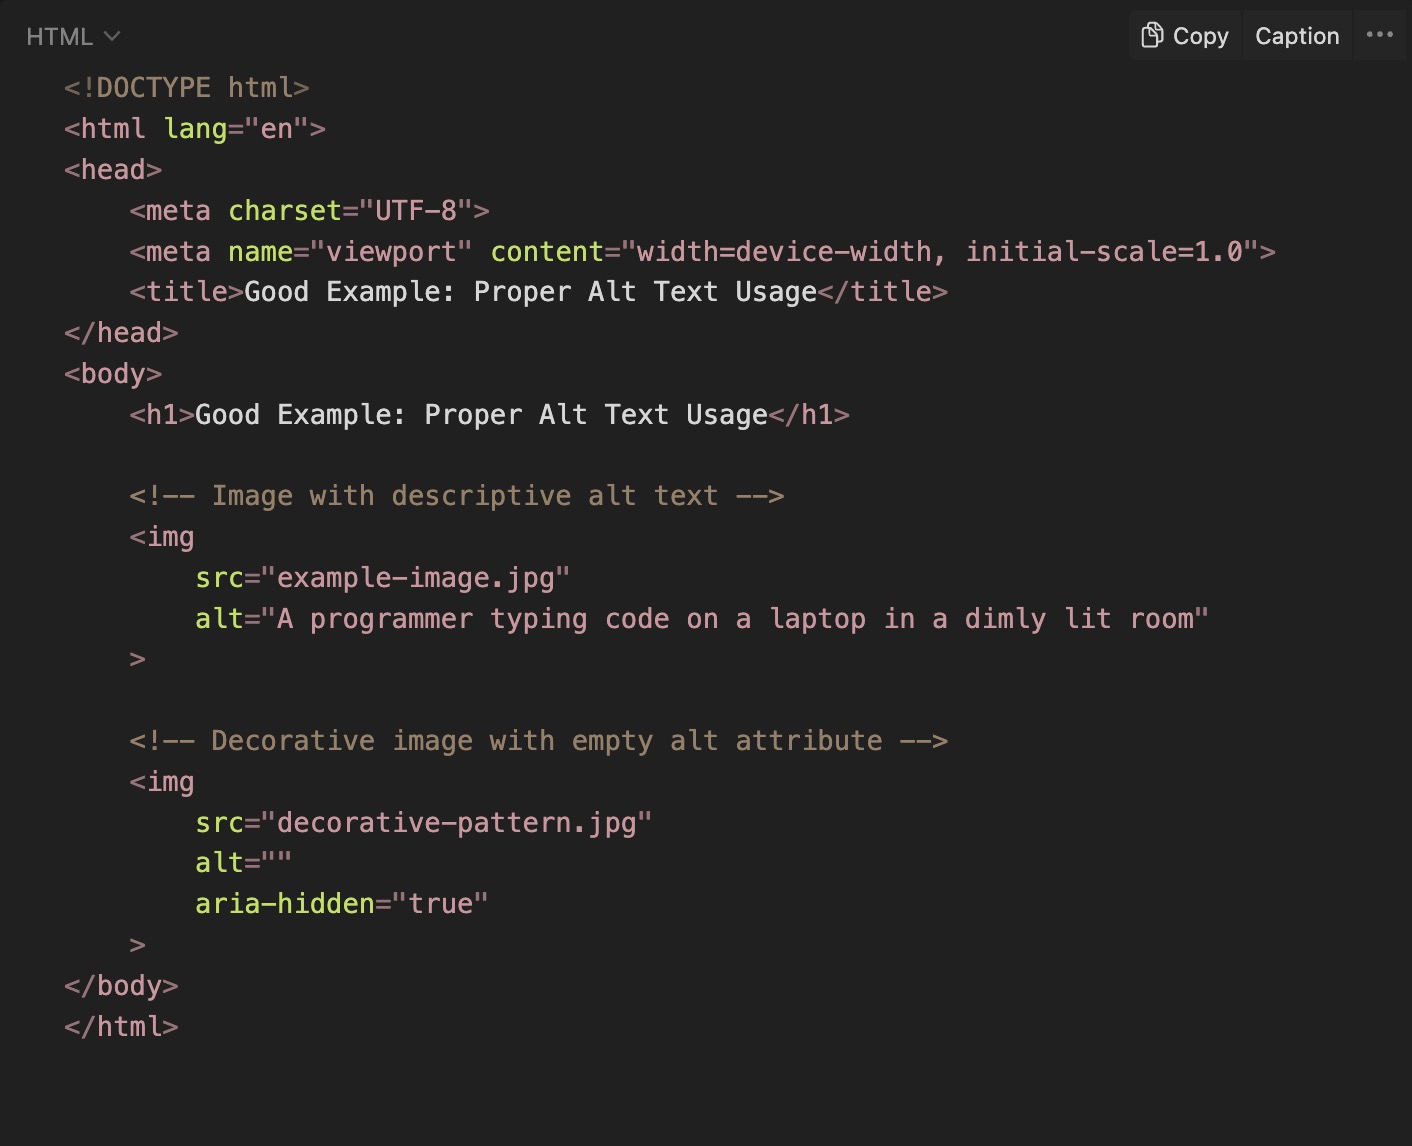 HTML
Copy Caption
<!DOCTYPE html>
<html lang="en">
<head>
    <meta charset="UTF-8">
    <meta name="viewport" content="width=device-width, initial-scale=1.0">
    <title>Good Example: Proper Alt Text Usage</title>
</head>
<body>
    <h1>Good Example: Proper Alt Text Usage</h1>

    <!-- Image with descriptive alt text -->
    <img
        src="example-image.jpg"
        alt="A programmer typing code on a laptop in a dimly lit room"
    >

    <!-- Decorative image with empty alt attribute -->
    <img
        src="decorative-pattern.jpg"
        alt=""
        aria-hidden="true"
    >
</body>
</html>